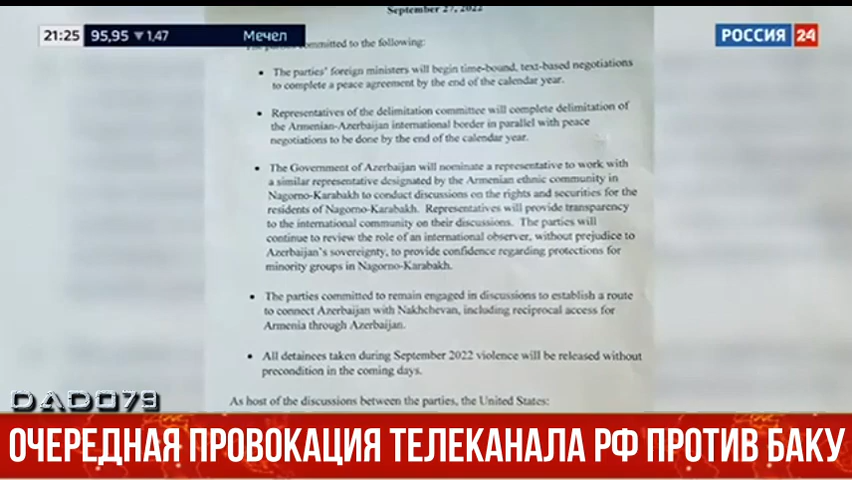 September 27, 2022
21:25 95,95 ▼1,47 Мечел
РОССИЯ 24
The parties committed to the following:
• The parties' foreign ministers will begin time-bound, text-based negotiations
to complete a peace agreement by the end of the calendar year.
• Representatives of the delimitation committee will complete delimitation of
the Armenian-Azerbaijan international border in parallel with peace
negotiations to be done by the end of the calendar year.
• The Government of Azerbaijan will nominate a representative to work with
a similar representative designated by the Armenian ethnic community in
Nagorno-Karabakh to conduct discussions on the rights and securities for the
residents of Nagorno-Karabakh. Representatives will provide transparency
to the international community on their discussions. The parties will
continue to review the role of an international observer, without prejudice to
Azerbaijan's sovereignty, to provide confidence regarding protections for
minority groups in Nagorno-Karabakh.
• The parties committed to remain engaged in discussions to establish a route
to connect Azerbaijan with Nakhchevan, including reciprocal access for
Armenia through Azerbaijan.
• All detainees taken during September 2022 violence will be released without
precondition in the coming days.
As host of the discussions between the parties, the United States:
DADO79
ОЧЕРЕДНАЯ ПРОВОКАЦИЯ ТЕЛЕКАНАЛА РФ ПРОТИВ БАКУ